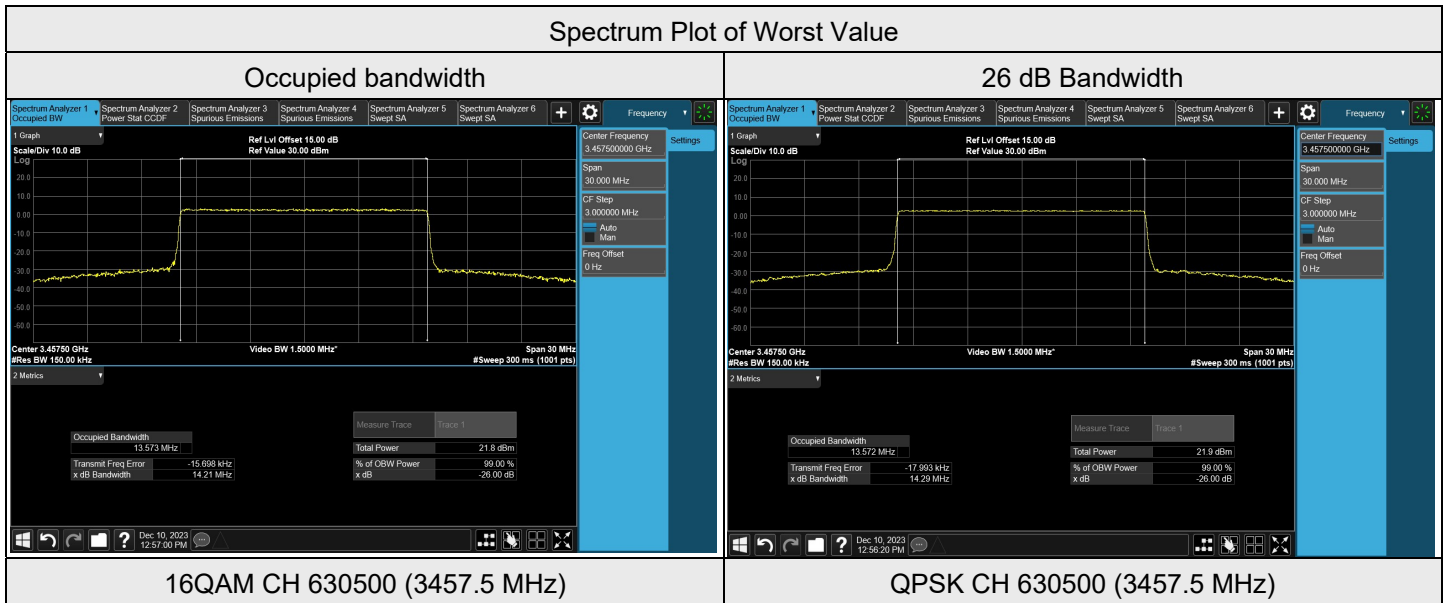 Spectrum Plot of Worst Value
Occupied bandwidth
26 dB Bandwidth
Spectrum Analyzer 1 Spectrum Analyzer 2 Spectrum Analyzer 3 Spectrum Analyzer 4 Spectrum Analyzer 5 Spectrum Analyzer 6 + Frequency
Occupied BW Power Stat CCDF Spurious Emissions Spurious Emissions Swept SA Swept SA
1 Graph
Ref Lvl Offset 15.00 dB
Scale/Div 10.0 dB
Ref Value 30.00 dBm
Log
20.0
10.0
0.00
-10.0
-20.0
-30.0
-40.0
-50.0
-60.0
Center 3.45750 GHz
Video BW 1.5000 MHz*
Span 30 MHz
#Res BW 150.00 kHz
#Sweep 300 ms (1001 pts)
Center Frequency
3.457500000 GHz
Settings
Span
30.000 MHz
CF Step
3.000000 MHz
Auto
Man
Freq Offset
0 Hz
2 Metrics
Measure Trace Trace 1
Occupied Bandwidth
13.573 MHz
Total Power 21.8 dBm
Transmit Freq Error -15.698 kHz
% of OBW Power 99.00 %
x dB Bandwidth 14.21 MHz
x dB -26.00 dB
? Dec 10, 2023
12:57:00 PM
Spectrum Analyzer 1 Spectrum Analyzer 2 Spectrum Analyzer 3 Spectrum Analyzer 4 Spectrum Analyzer 5 Spectrum Analyzer 6 + Frequency
Occupied BW Power Stat CCDF Spurious Emissions Spurious Emissions Swept SA Swept SA
1 Graph
Ref Lvl Offset 15.00 dB
Scale/Div 10.0 dB
Ref Value 30.00 dBm
Log
20.0
10.0
0.00
-10.0
-20.0
-30.0
-40.0
-50.0
-60.0
Center 3.45750 GHz
Video BW 1.5000 MHz*
Span 30 MHz
#Res BW 150.00 kHz
#Sweep 300 ms (1001 pts)
Center Frequency
3.457500000 GHz
Settings
Span
30.000 MHz
CF Step
3.000000 MHz
Auto
Man
Freq Offset
0 Hz
2 Metrics
Measure Trace Trace 1
Occupied Bandwidth
13.572 MHz
Total Power 21.9 dBm
Transmit Freq Error -17.993 kHz
% of OBW Power 99.00 %
x dB Bandwidth 14.29 MHz
x dB -26.00 dB
? Dec 10, 2023
12:56:20 PM
16QAM CH 630500 (3457.5 MHz)
QPSK CH 630500 (3457.5 MHz)